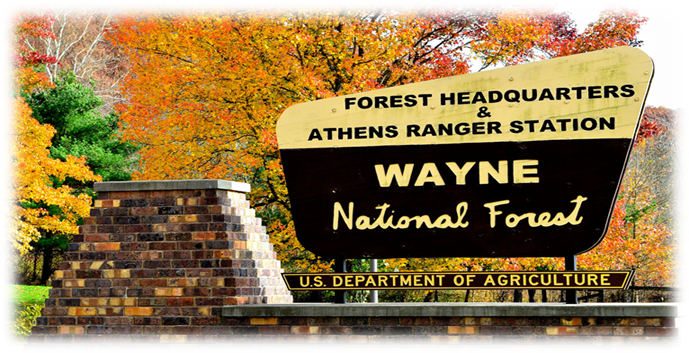 FOREST HEADQUARTERS
&
ATHENS RANGER STATION
WAYNE
National Forest
U.S. DEPARTMENT OF AGRICULTURE